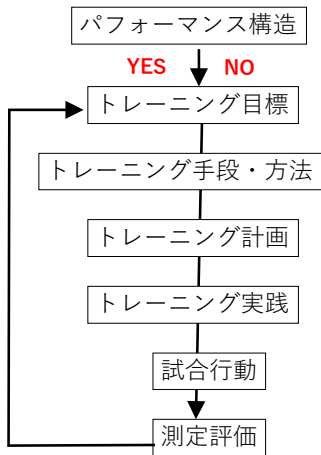 パフォーマンス構造
YES NO
トレーニング目標
トレーニング手段・方法
トレーニング計画
トレーニング実践
試合行動
測定評価